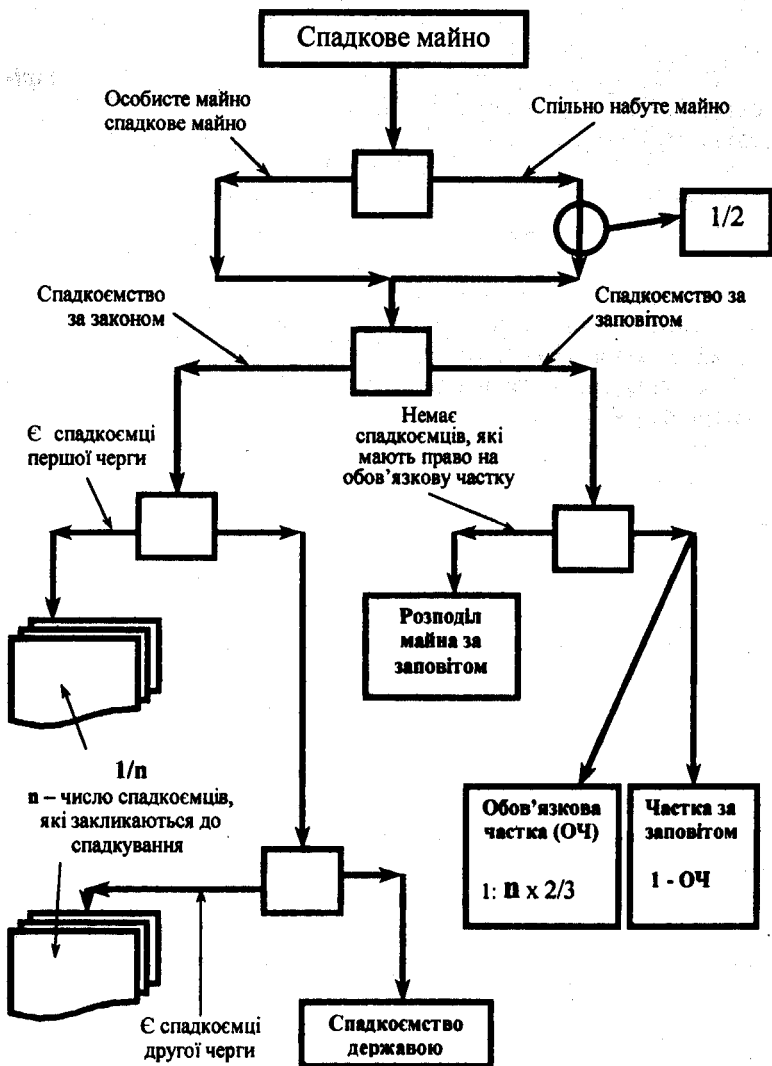 Спадкове майно
Особисте майно
спадкове майно
Спільно набуте майно
1/2
Спадкоємство
за законом
Спадкоємство за
заповітом
Є спадкоємці
першої черги
Немає
спадкоємців, які
мають право на
обов’язкову частку
Розподіл
майна за
заповітом
1/n
n – число спадкоємців,
які закликаються до
спадкування
Обов’язкова
частка (ОЧ)
1: n x 2/3
Частка за
заповітом
1 - ОЧ
Є спадкоємці
другої черги
Спадкоємство
державою